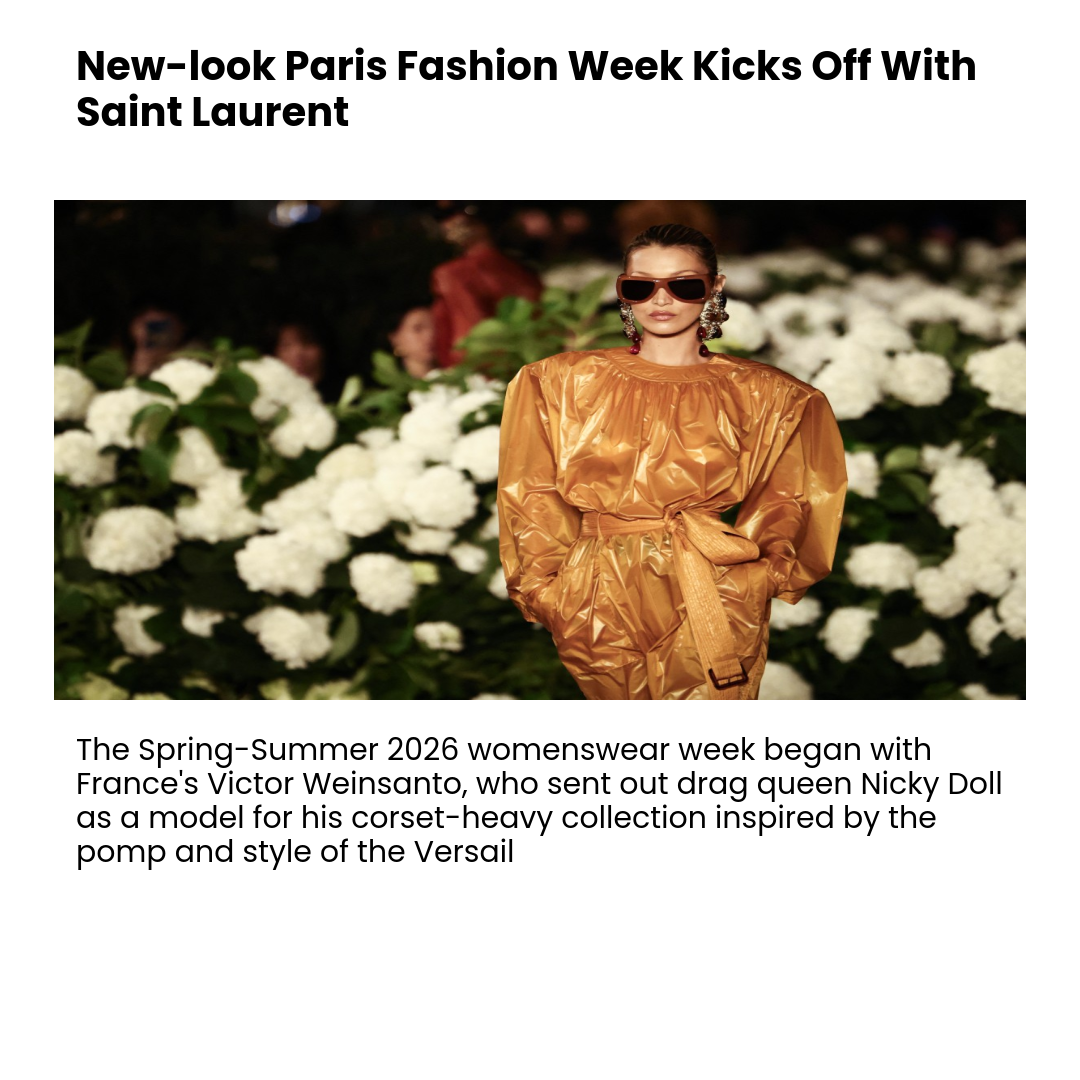 New-look Paris Fashion Week Kicks Off With
Saint Laurent
The Spring-Summer 2026 womenswear week began with
France's Victor Weinsanto, who sent out drag queen Nicky Doll
as a model for his corset-heavy collection inspired by the
pomp and style of the Versail